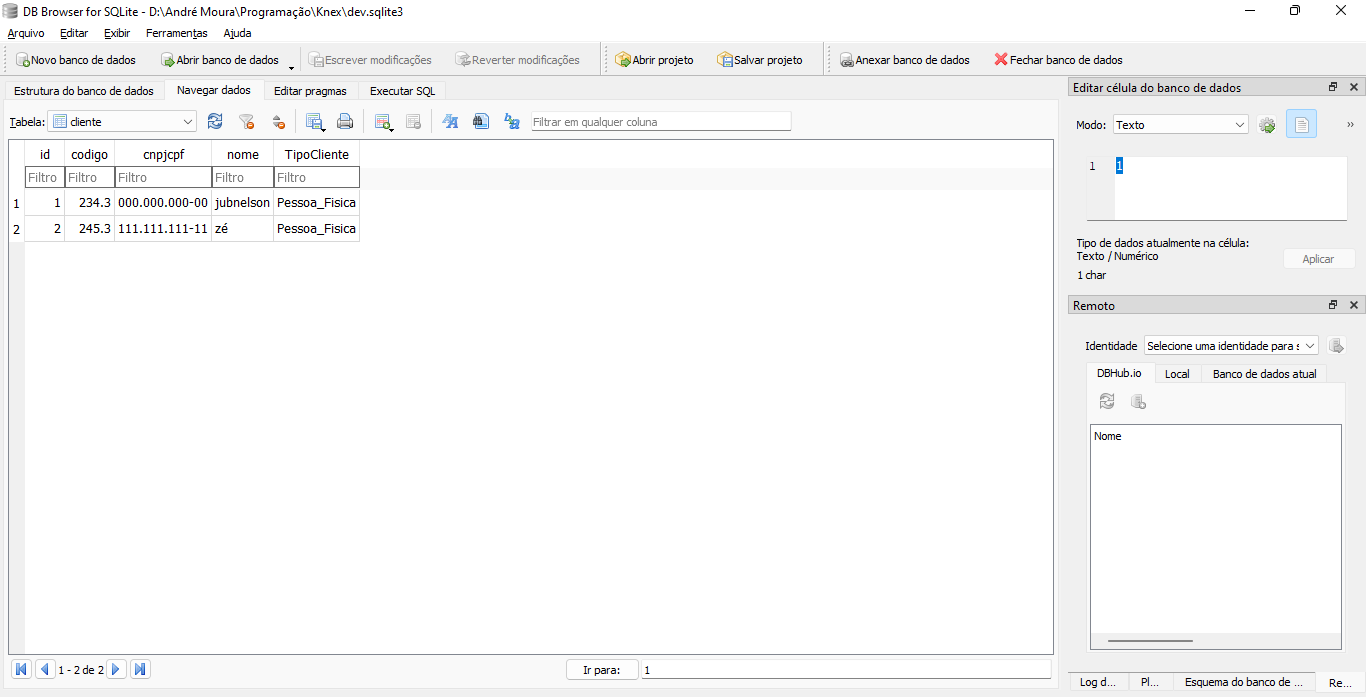 DB Browser for SQLite - D:\André Moura\Programação\Knex\dev.sqlite3
Arquivo Editar Exibir Ferramentas Ajuda
Novo banco de dados Abrir banco de dados Escrever modificações Reverter modificações Abrir projeto Salvar projeto Anexar banco de dados Fechar banco de dados
Estrutura do banco de dados Navegar dados Editar pragmas Executar SQL
Tabela: cliente Filtrar em qualquer coluna
id codigo cnpjcpf nome TipoCliente
Filtro Filtro Filtro Filtro Filtro
1 1 234.3 000.000.000-00 jubnelson Pessoa_Fisica
2 2 245.3 111.111.111-11 zé Pessoa_Fisica
1 - 2 de 2 Ir para: 1
Editar célula do banco de dados
Modo: Texto
1 1
Tipo de dados atualmente na célula:
Texto / Numérico
Aplicar
1 char
Remoto
Identidade Selecione uma identidade para s
DBHub.io Local Banco de dados atual
Nome
Log d... Pl... Esquema do banco de ... Re...